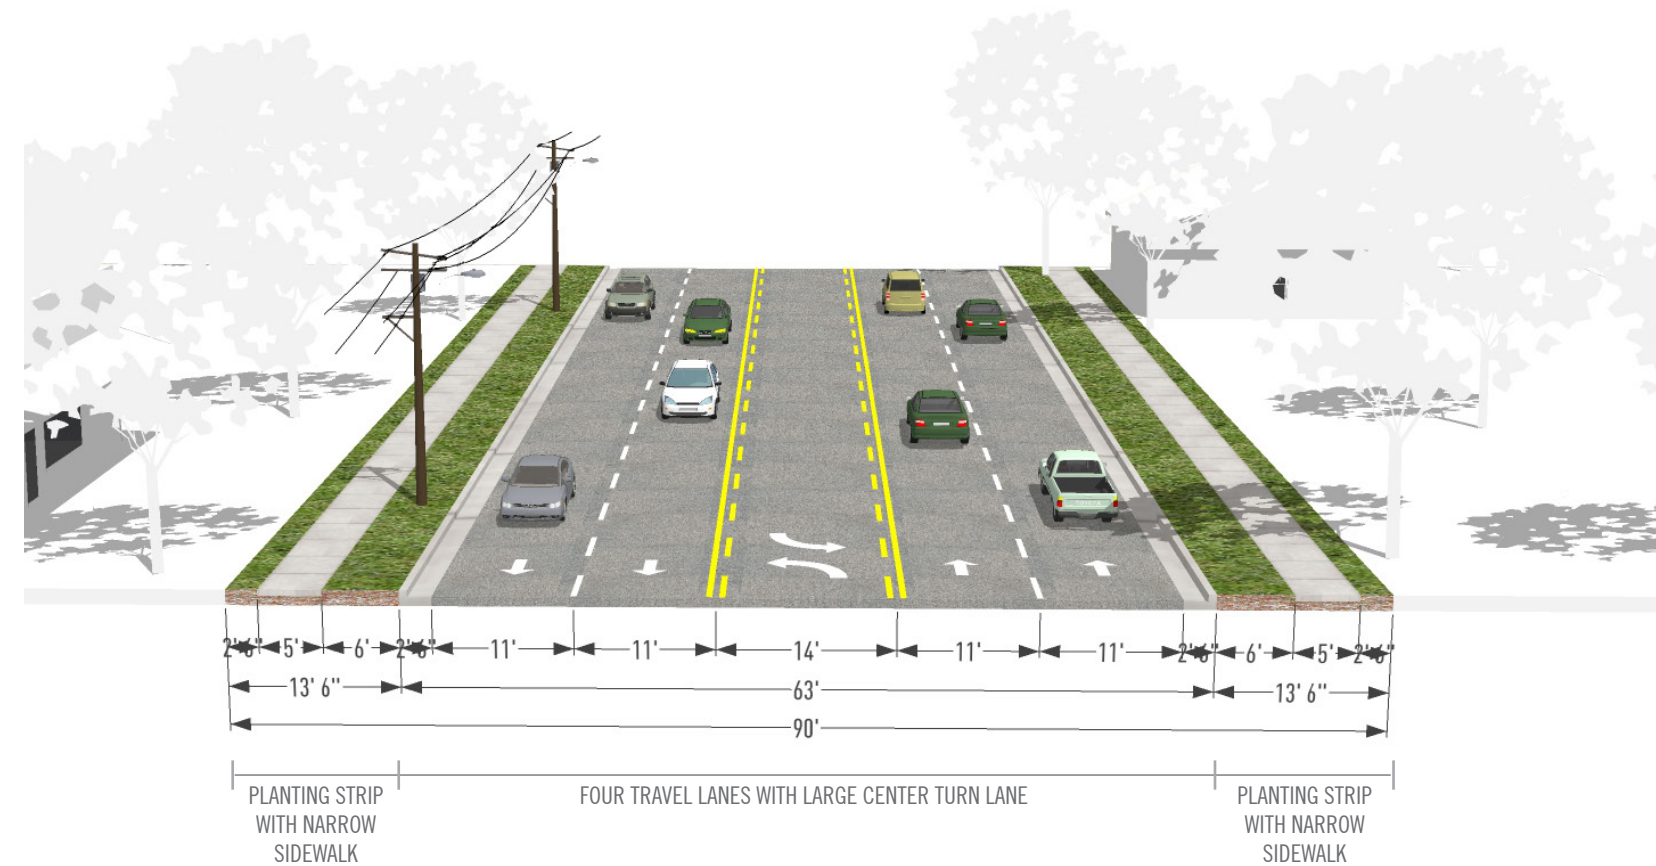 2'6" 5' 6' 2'6" 11' 11' 14' 11' 11' 2'6" 6' 5' 2'6"
13' 6" 63' 13' 6"
90'
PLANTING STRIP
WITH NARROW
SIDEWALK
FOUR TRAVEL LANES WITH LARGE CENTER TURN LANE
PLANTING STRIP
WITH NARROW
SIDEWALK